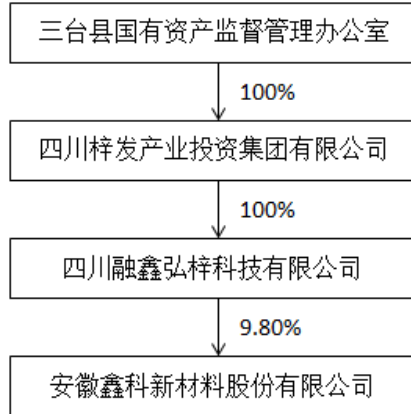 三台县国有资产监督管理办公室
100%
四川梓发产业投资集团有限公司
100%
四川融鑫弘梓科技有限公司
9.80%
安徽鑫科新材料股份有限公司